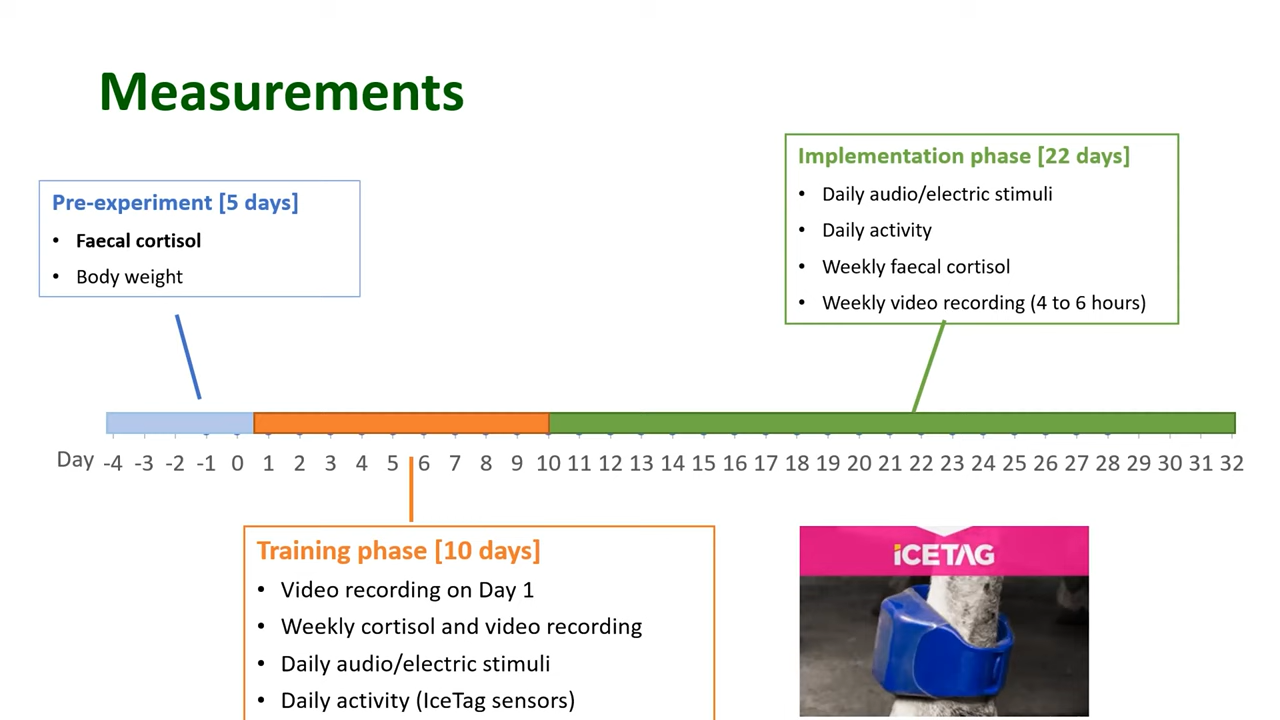 Measurements
Pre-experiment [5 days]
• Faecal cortisol
• Body weight
Implementation phase [22 days]
• Daily audio/electric stimuli
• Daily activity
• Weekly faecal cortisol
• Weekly video recording (4 to 6 hours)
Day -4 -3 -2 -1 0 1 2 3 4 5 6 7 8 9 10 11 12 13 14 15 16 17 18 19 20 21 22 23 24 25 26 27 28 29 30 31 32
Training phase [10 days]
• Video recording on Day 1
• Weekly cortisol and video recording
• Daily audio/electric stimuli
• Daily activity (IceTag sensors)
iCETAG